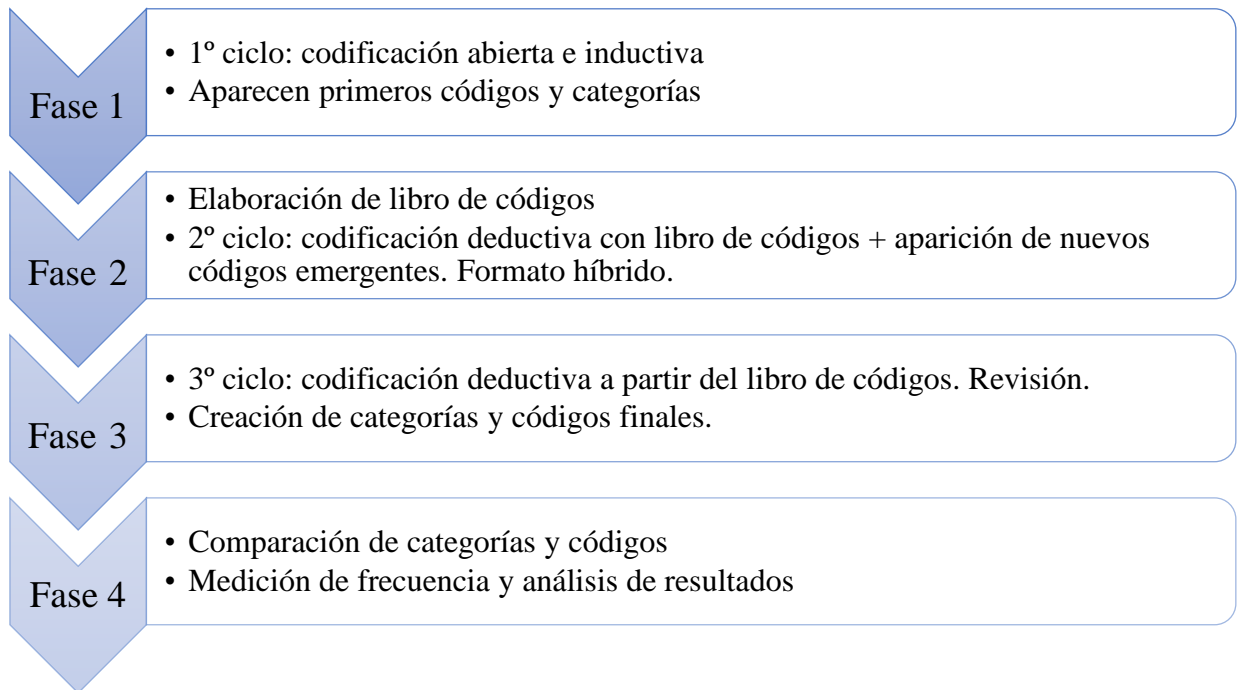 Fase 1
• 1º ciclo: codificación abierta e inductiva
• Aparecen primeros códigos y categorías
Fase 2
• Elaboración de libro de códigos
• 2º ciclo: codificación deductiva con libro de códigos + aparición de nuevos
códigos emergentes. Formato híbrido.
Fase 3
• 3º ciclo: codificación deductiva a partir del libro de códigos. Revisión.
• Creación de categorías y códigos finales.
Fase 4
• Comparación de categorías y códigos
• Medición de frecuencia y análisis de resultados